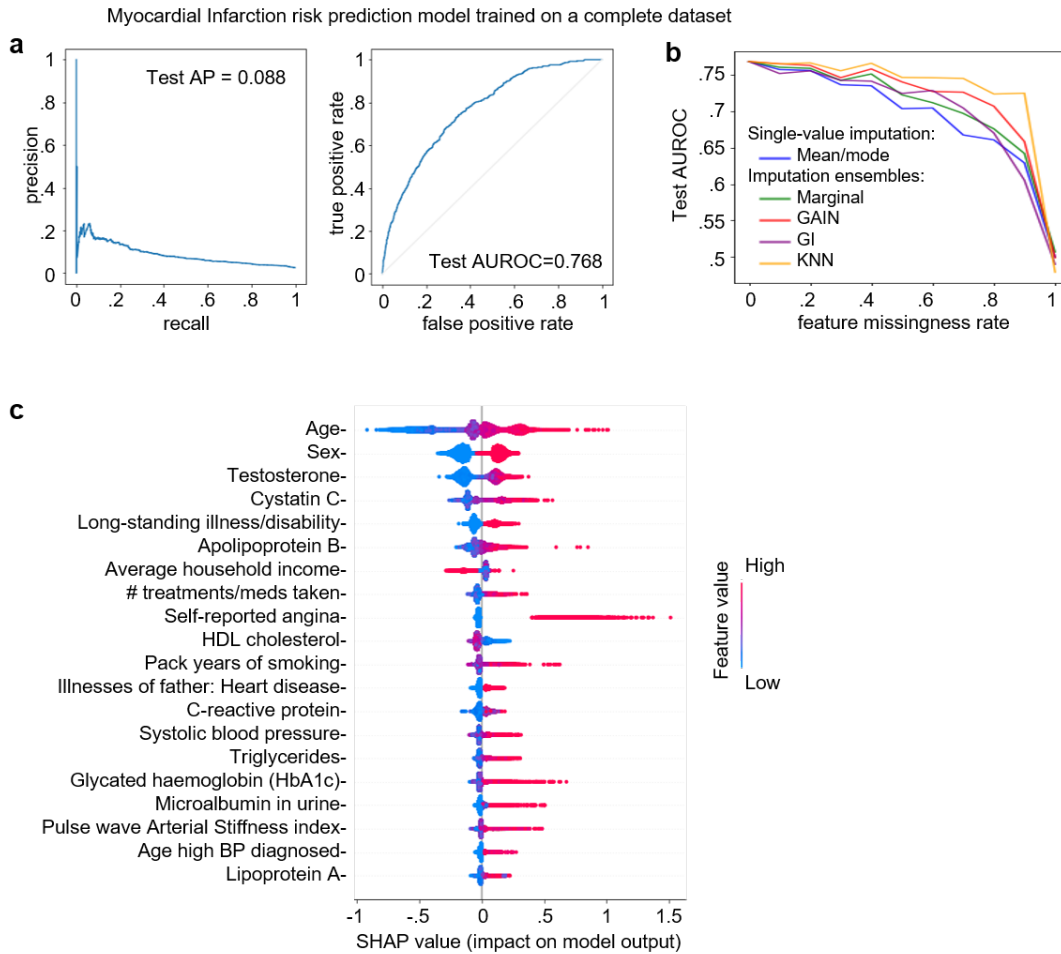 Myocardial Infarction risk prediction model trained on a complete dataset
a
precision
1
.8
.6
.4
.2
0
Test AP = 0.088
0 .2 .4 .6 .8 1
recall
true positive rate
1
.8
.6
.4
.2
0
Test AUROC=0.768
0 .2 .4 .6 .8 1
false positive rate
b
Test AUROC
.75
.7
.65
.6
.55
.5
Single-value imputation:
Mean/mode
Imputation ensembles:
Marginal
GAIN
GI
KNN
0 .2 .4 .6 .8 1
feature missingness rate
c
Age-
Sex-
Testosterone-
Cystatin C-
Long-standing illness/disability-
Apolipoprotein B-
Average household income-
# treatments/meds taken-
Self-reported angina-
HDL cholesterol-
Pack years of smoking-
Illnesses of father: Heart disease-
C-reactive protein-
Systolic blood pressure-
Triglycerides-
Glycated haemoglobin (HbA1c)-
Microalbumin in urine-
Pulse wave Arterial Stiffness index-
Age high BP diagnosed-
Lipoprotein A-
-1 -.5 0 .5 1 1.5
SHAP value (impact on model output)
High
Feature value
Low